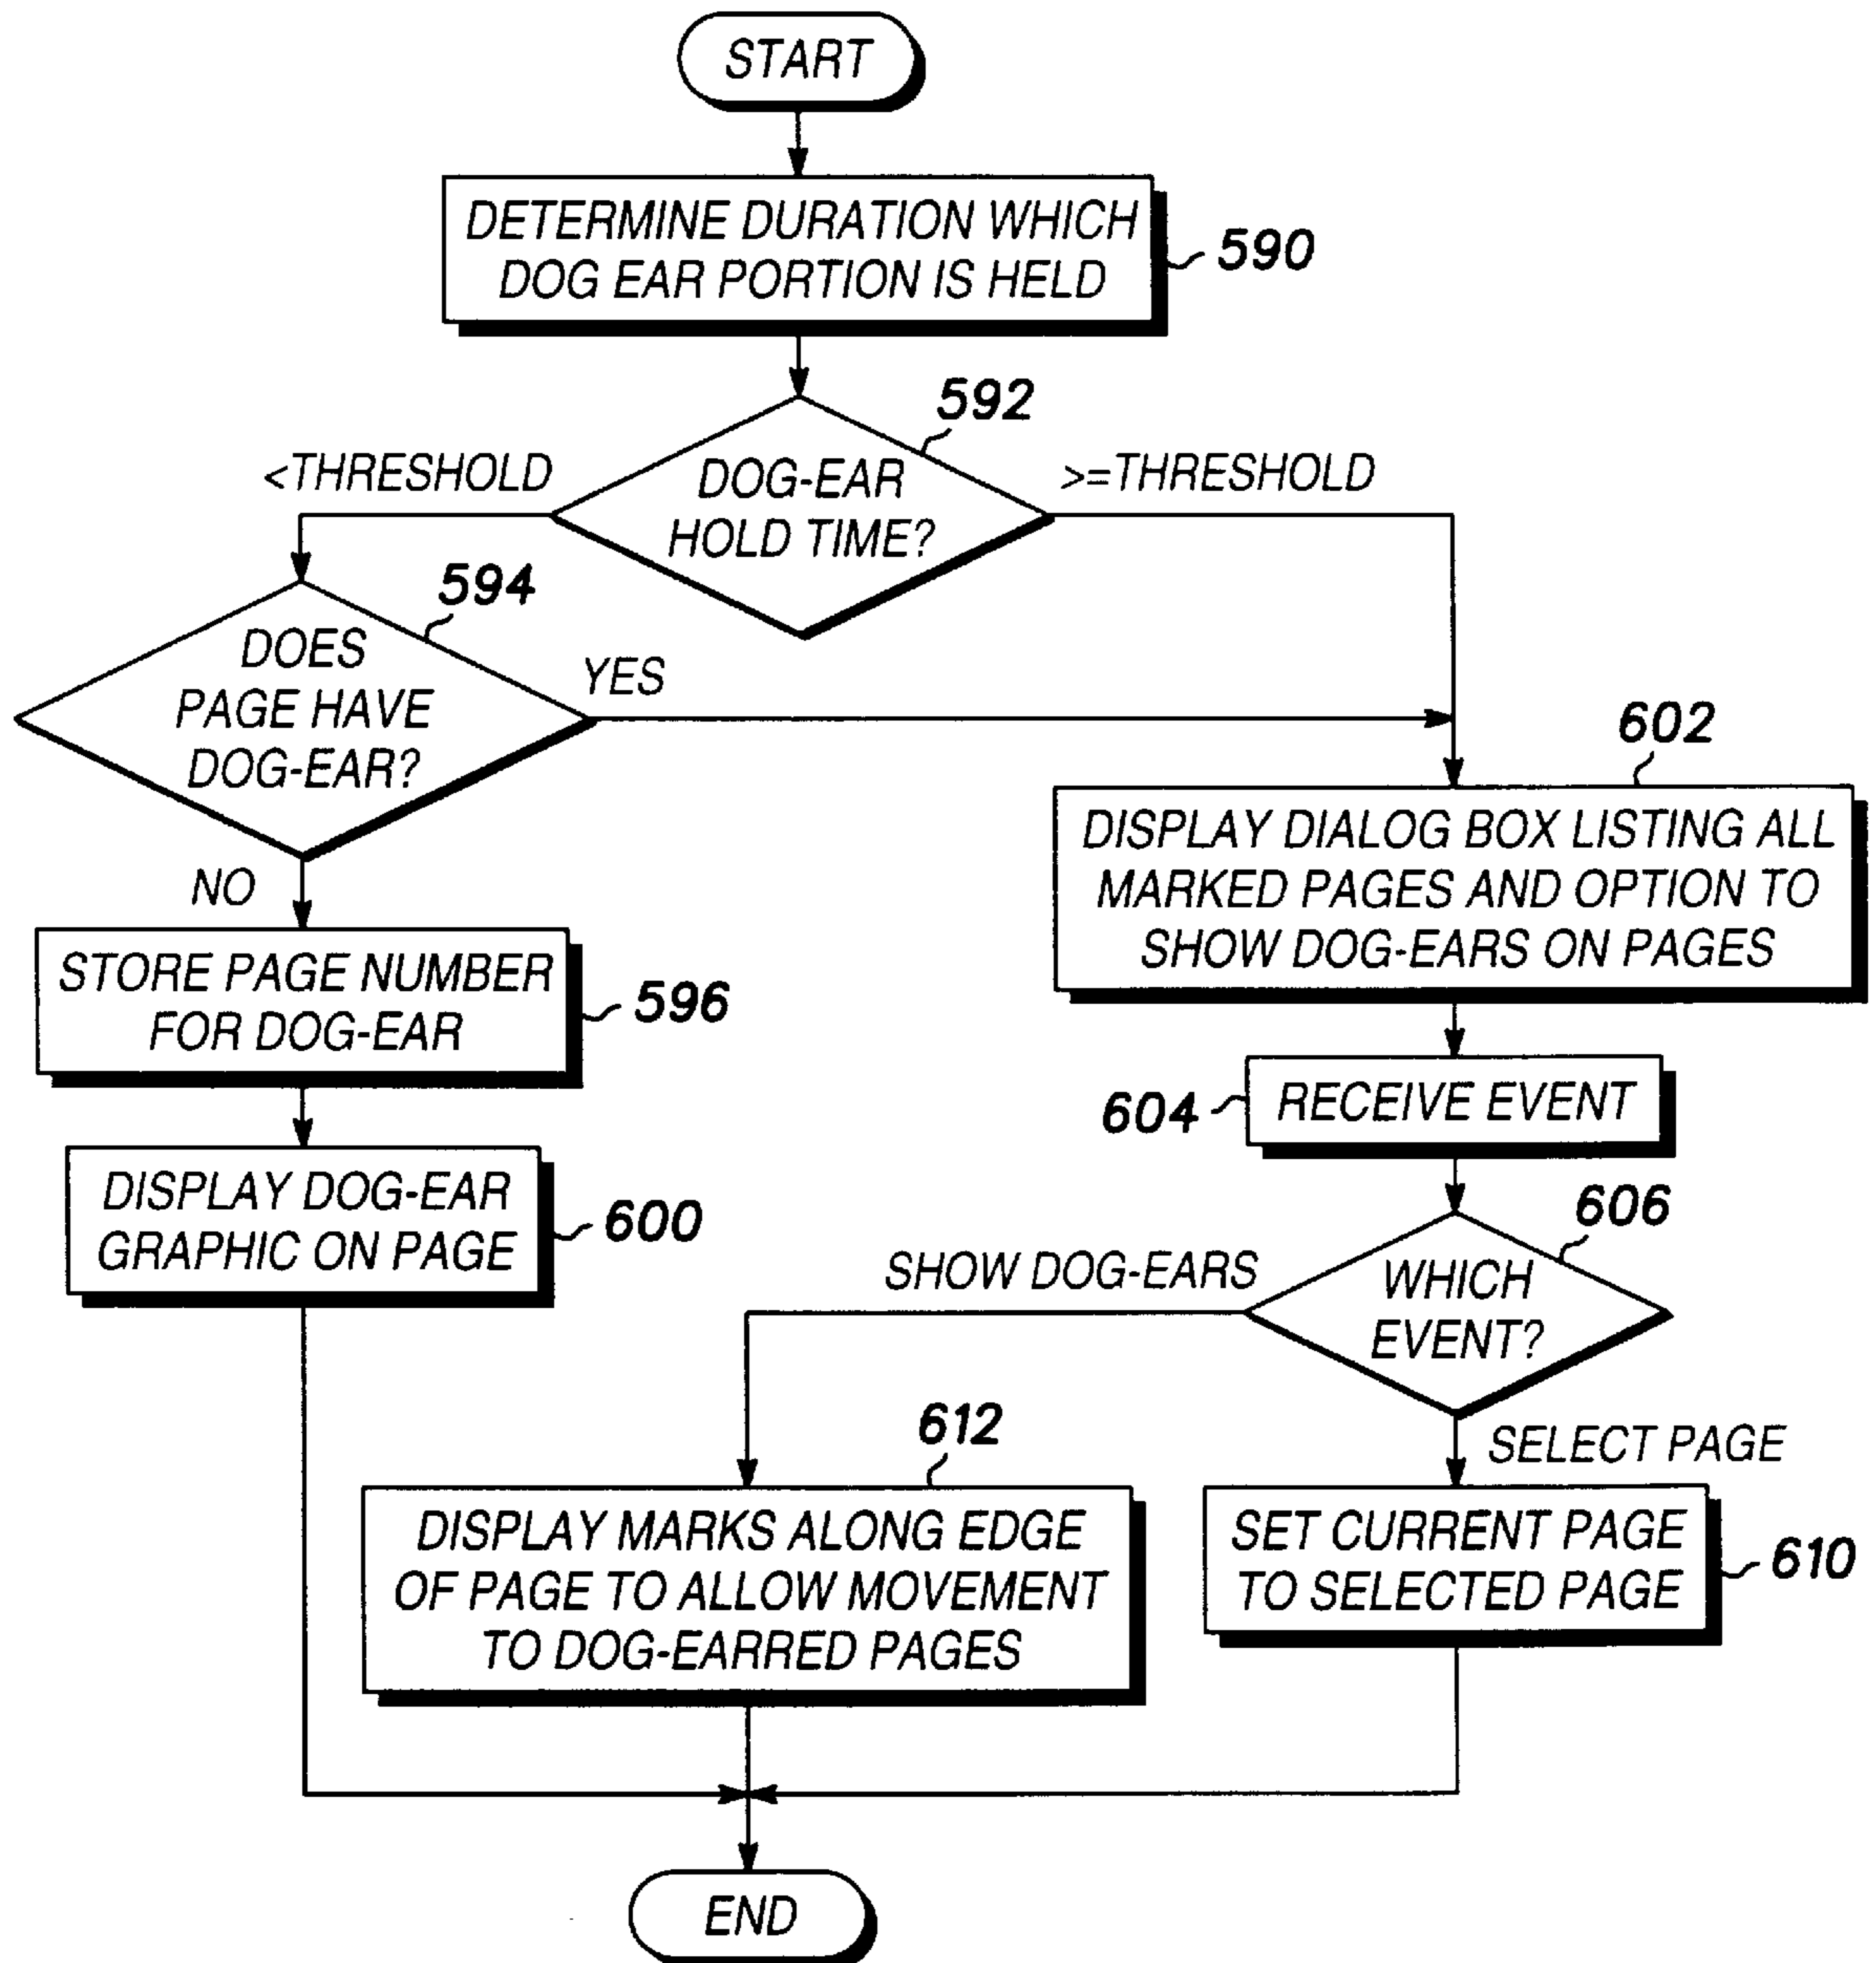 START
DETERMINE DURATION WHICH
DOG EAR PORTION IS HELD
590
592
<THRESHOLD
DOG-EAR
HOLD TIME?
>=THRESHOLD
594
DOES
PAGE HAVE
DOG-EAR?
YES
NO
602
DISPLAY DIALOG BOX LISTING ALL
MARKED PAGES AND OPTION TO
SHOW DOG-EARS ON PAGES
STORE PAGE NUMBER
FOR DOG-EAR
596
604
RECEIVE EVENT
DISPLAY DOG-EAR
GRAPHIC ON PAGE
600
606
SHOW DOG-EARS
WHICH
EVENT?
SELECT PAGE
612
DISPLAY MARKS ALONG EDGE
OF PAGE TO ALLOW MOVEMENT
TO DOG-EARRED PAGES
SET CURRENT PAGE
TO SELECTED PAGE
610
END